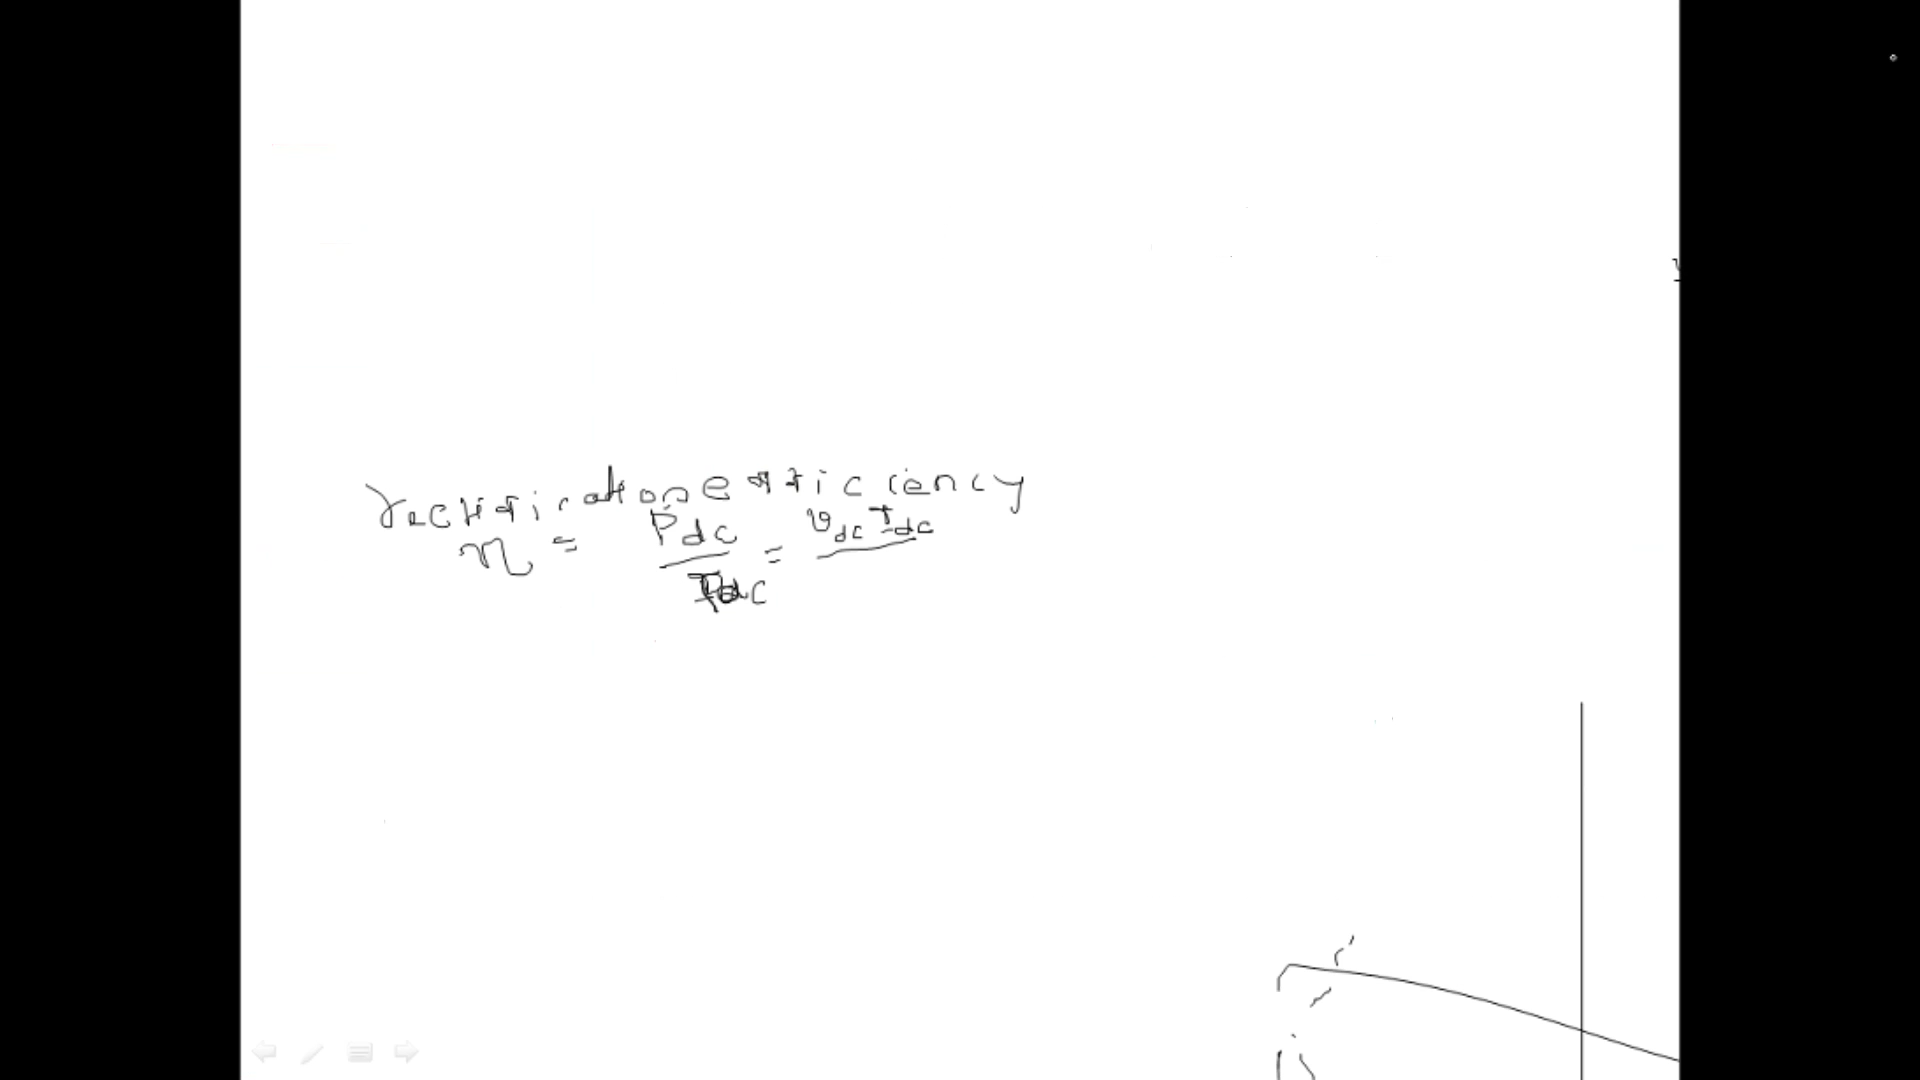 rectification efficiency
η = Pdc / Pac = Vdc Idc